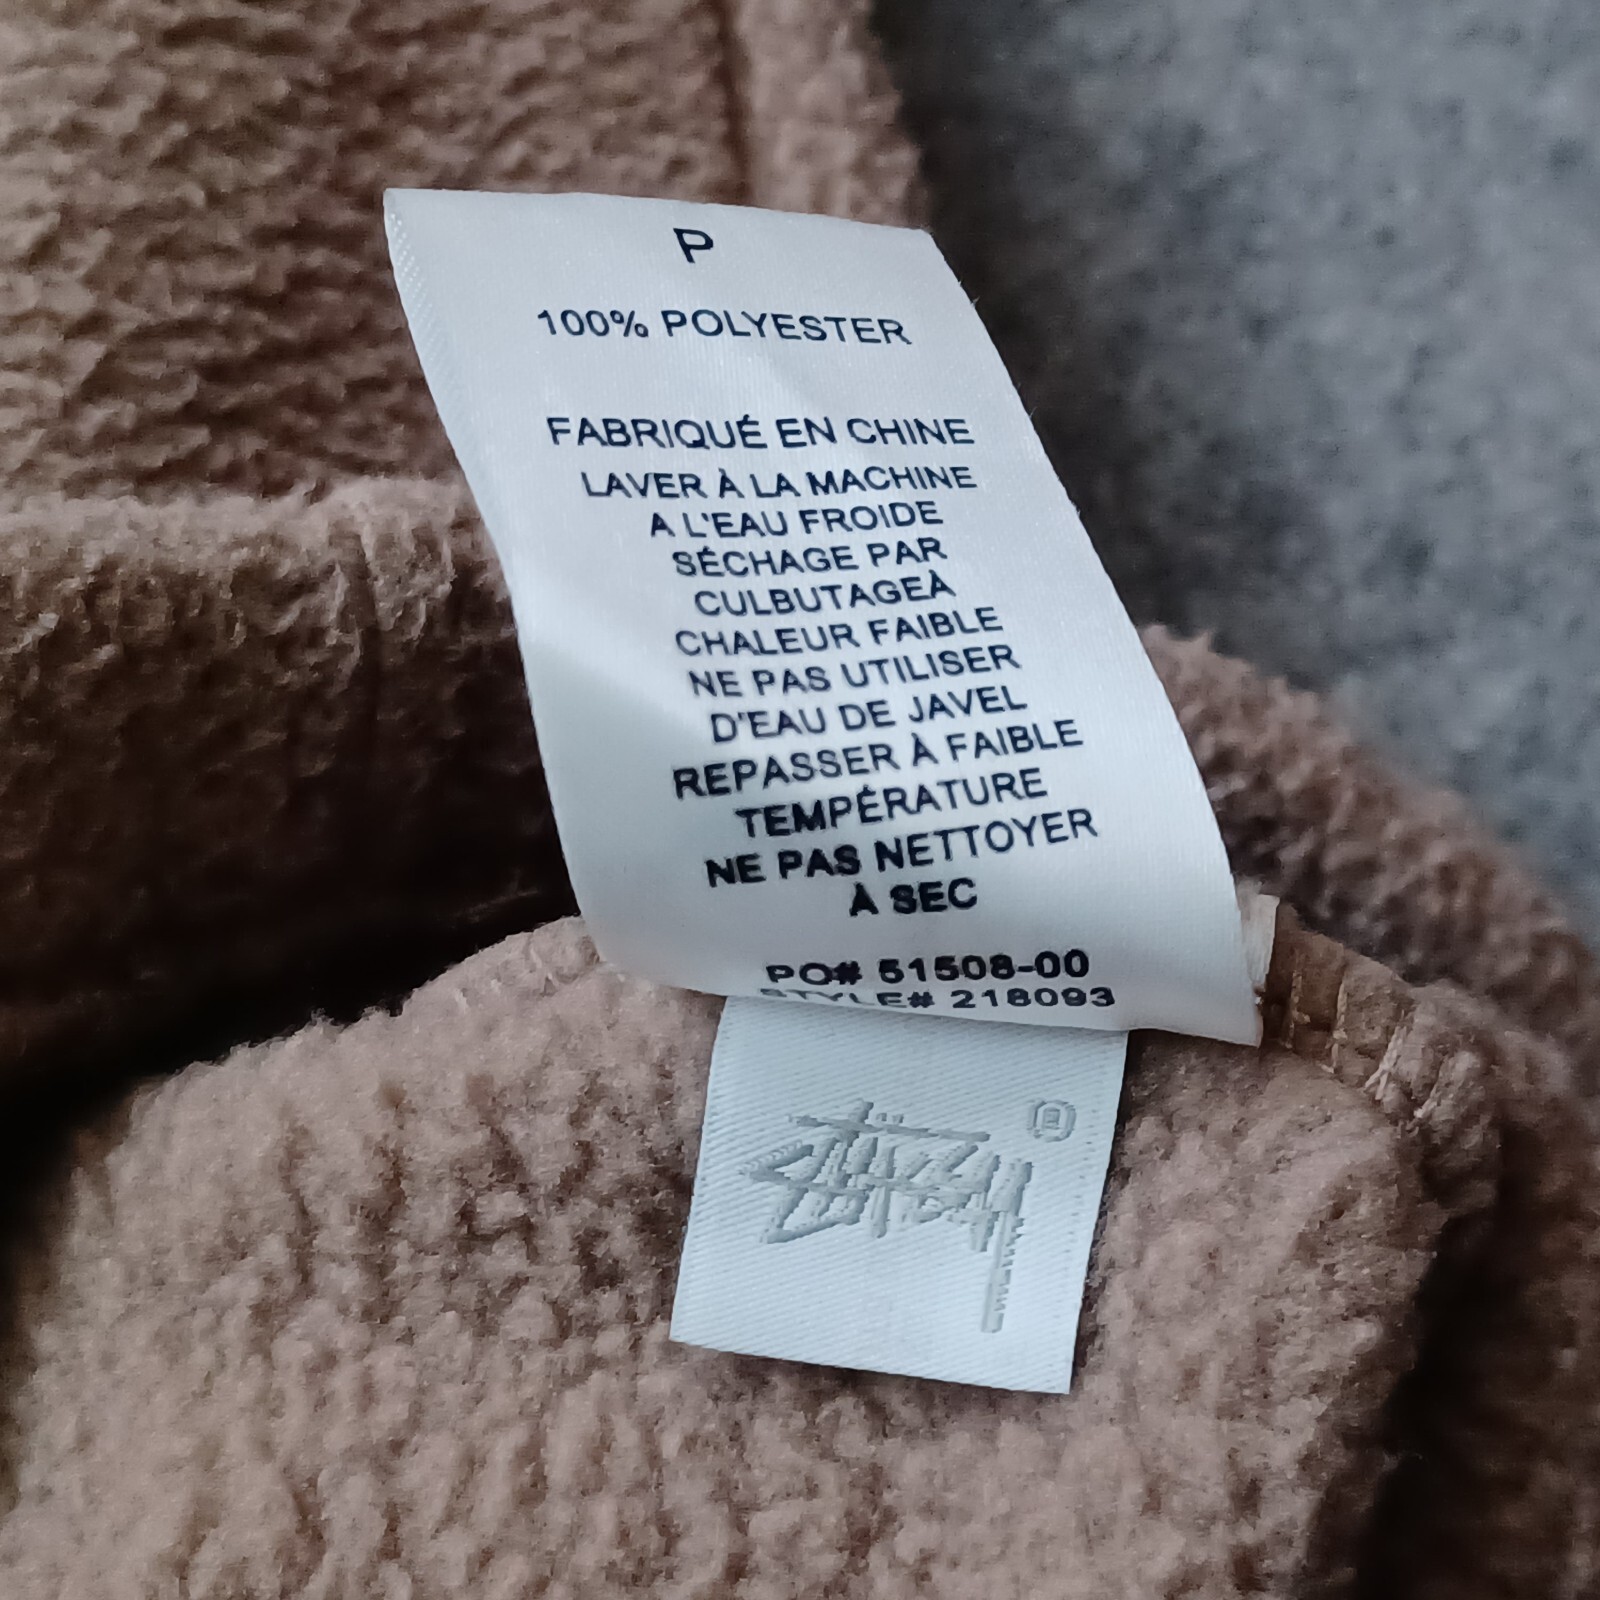 P
100% POLYESTER
FABRIQUÉ EN CHINE
LAVER À LA MACHINE
A L'EAU FROIDE
SÉCHAGE PAR
CULBUTAGEÀ
CHALEUR FAIBLE
NE PAS UTILISER
D'EAU DE JAVEL
REPASSER À FAIBLE
TEMPÉRATURE
NE PAS NETTOYER
À SEC
PO# 51508-00
STYLE# 218093
Stüssy ®